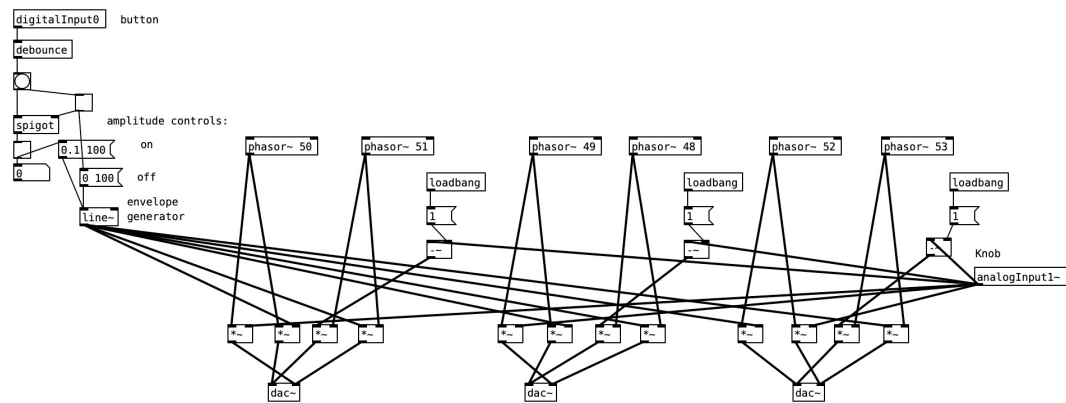 digitalInput0 button
debounce
spigot
amplitude controls:
0.1 100 on
0
0 100 off
envelope
line~ generator
phasor~ 50 phasor~ 51 phasor~ 49 phasor~ 48 phasor~ 52 phasor~ 53
loadbang loadbang loadbang
1 1 1
-~ -~ -~
Knob
analogInput1~
*~ *~ *~ *~ *~ *~ *~ *~ *~ *~ *~ *~
dac~ dac~ dac~